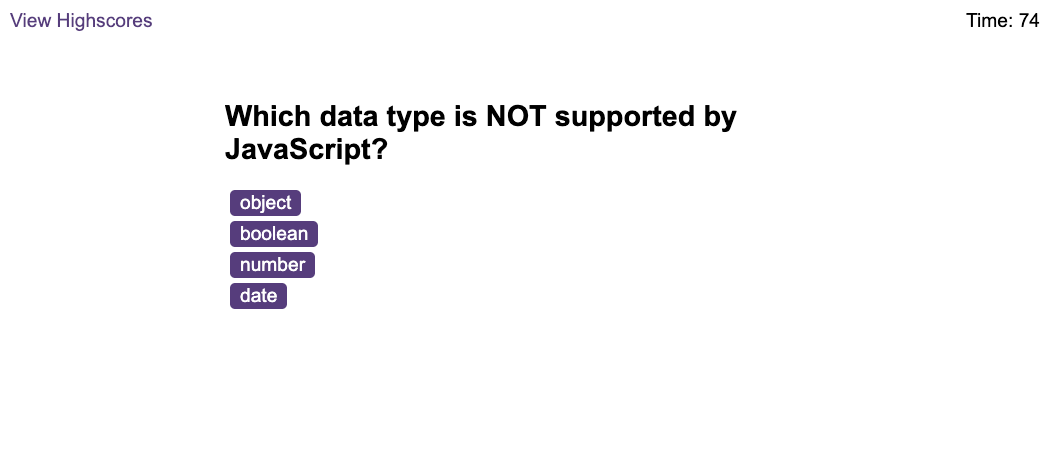 View Highscores
Time: 74
Which data type is NOT supported by
JavaScript?
object
boolean
number
date